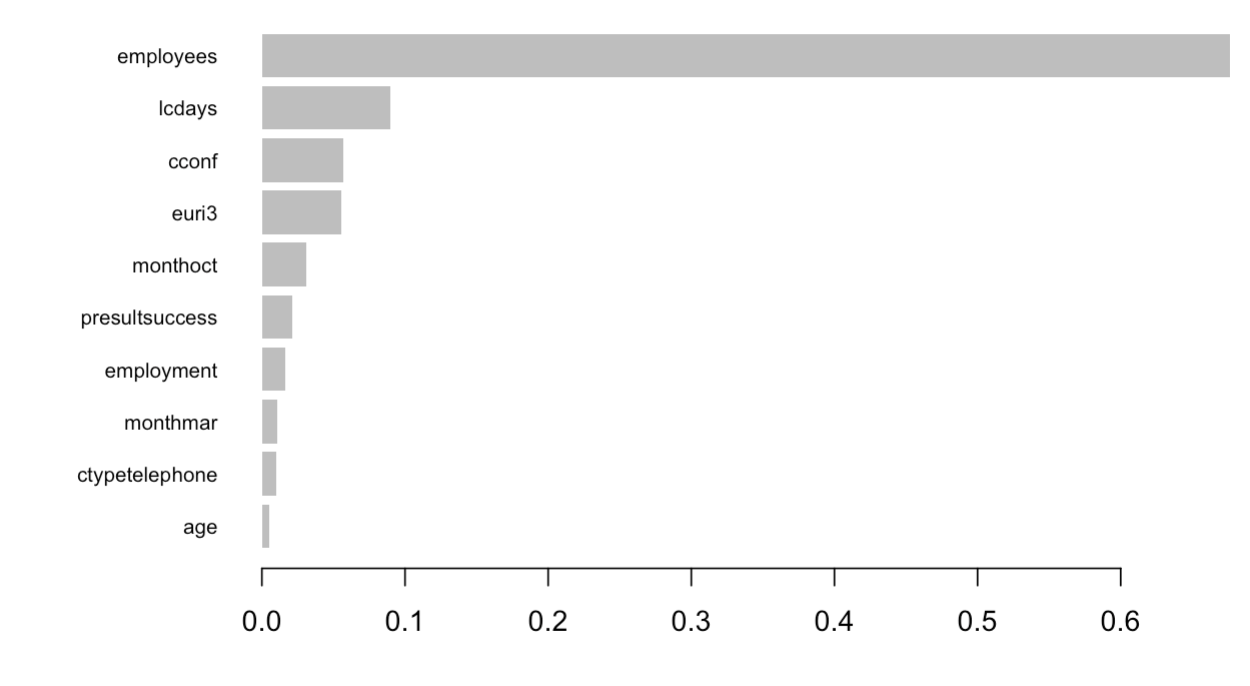 employees
lcdays
cconf
euri3
monthoct
presultsuccess
employment
monthmar
ctypetelephone
age
0.0 0.1 0.2 0.3 0.4 0.5 0.6